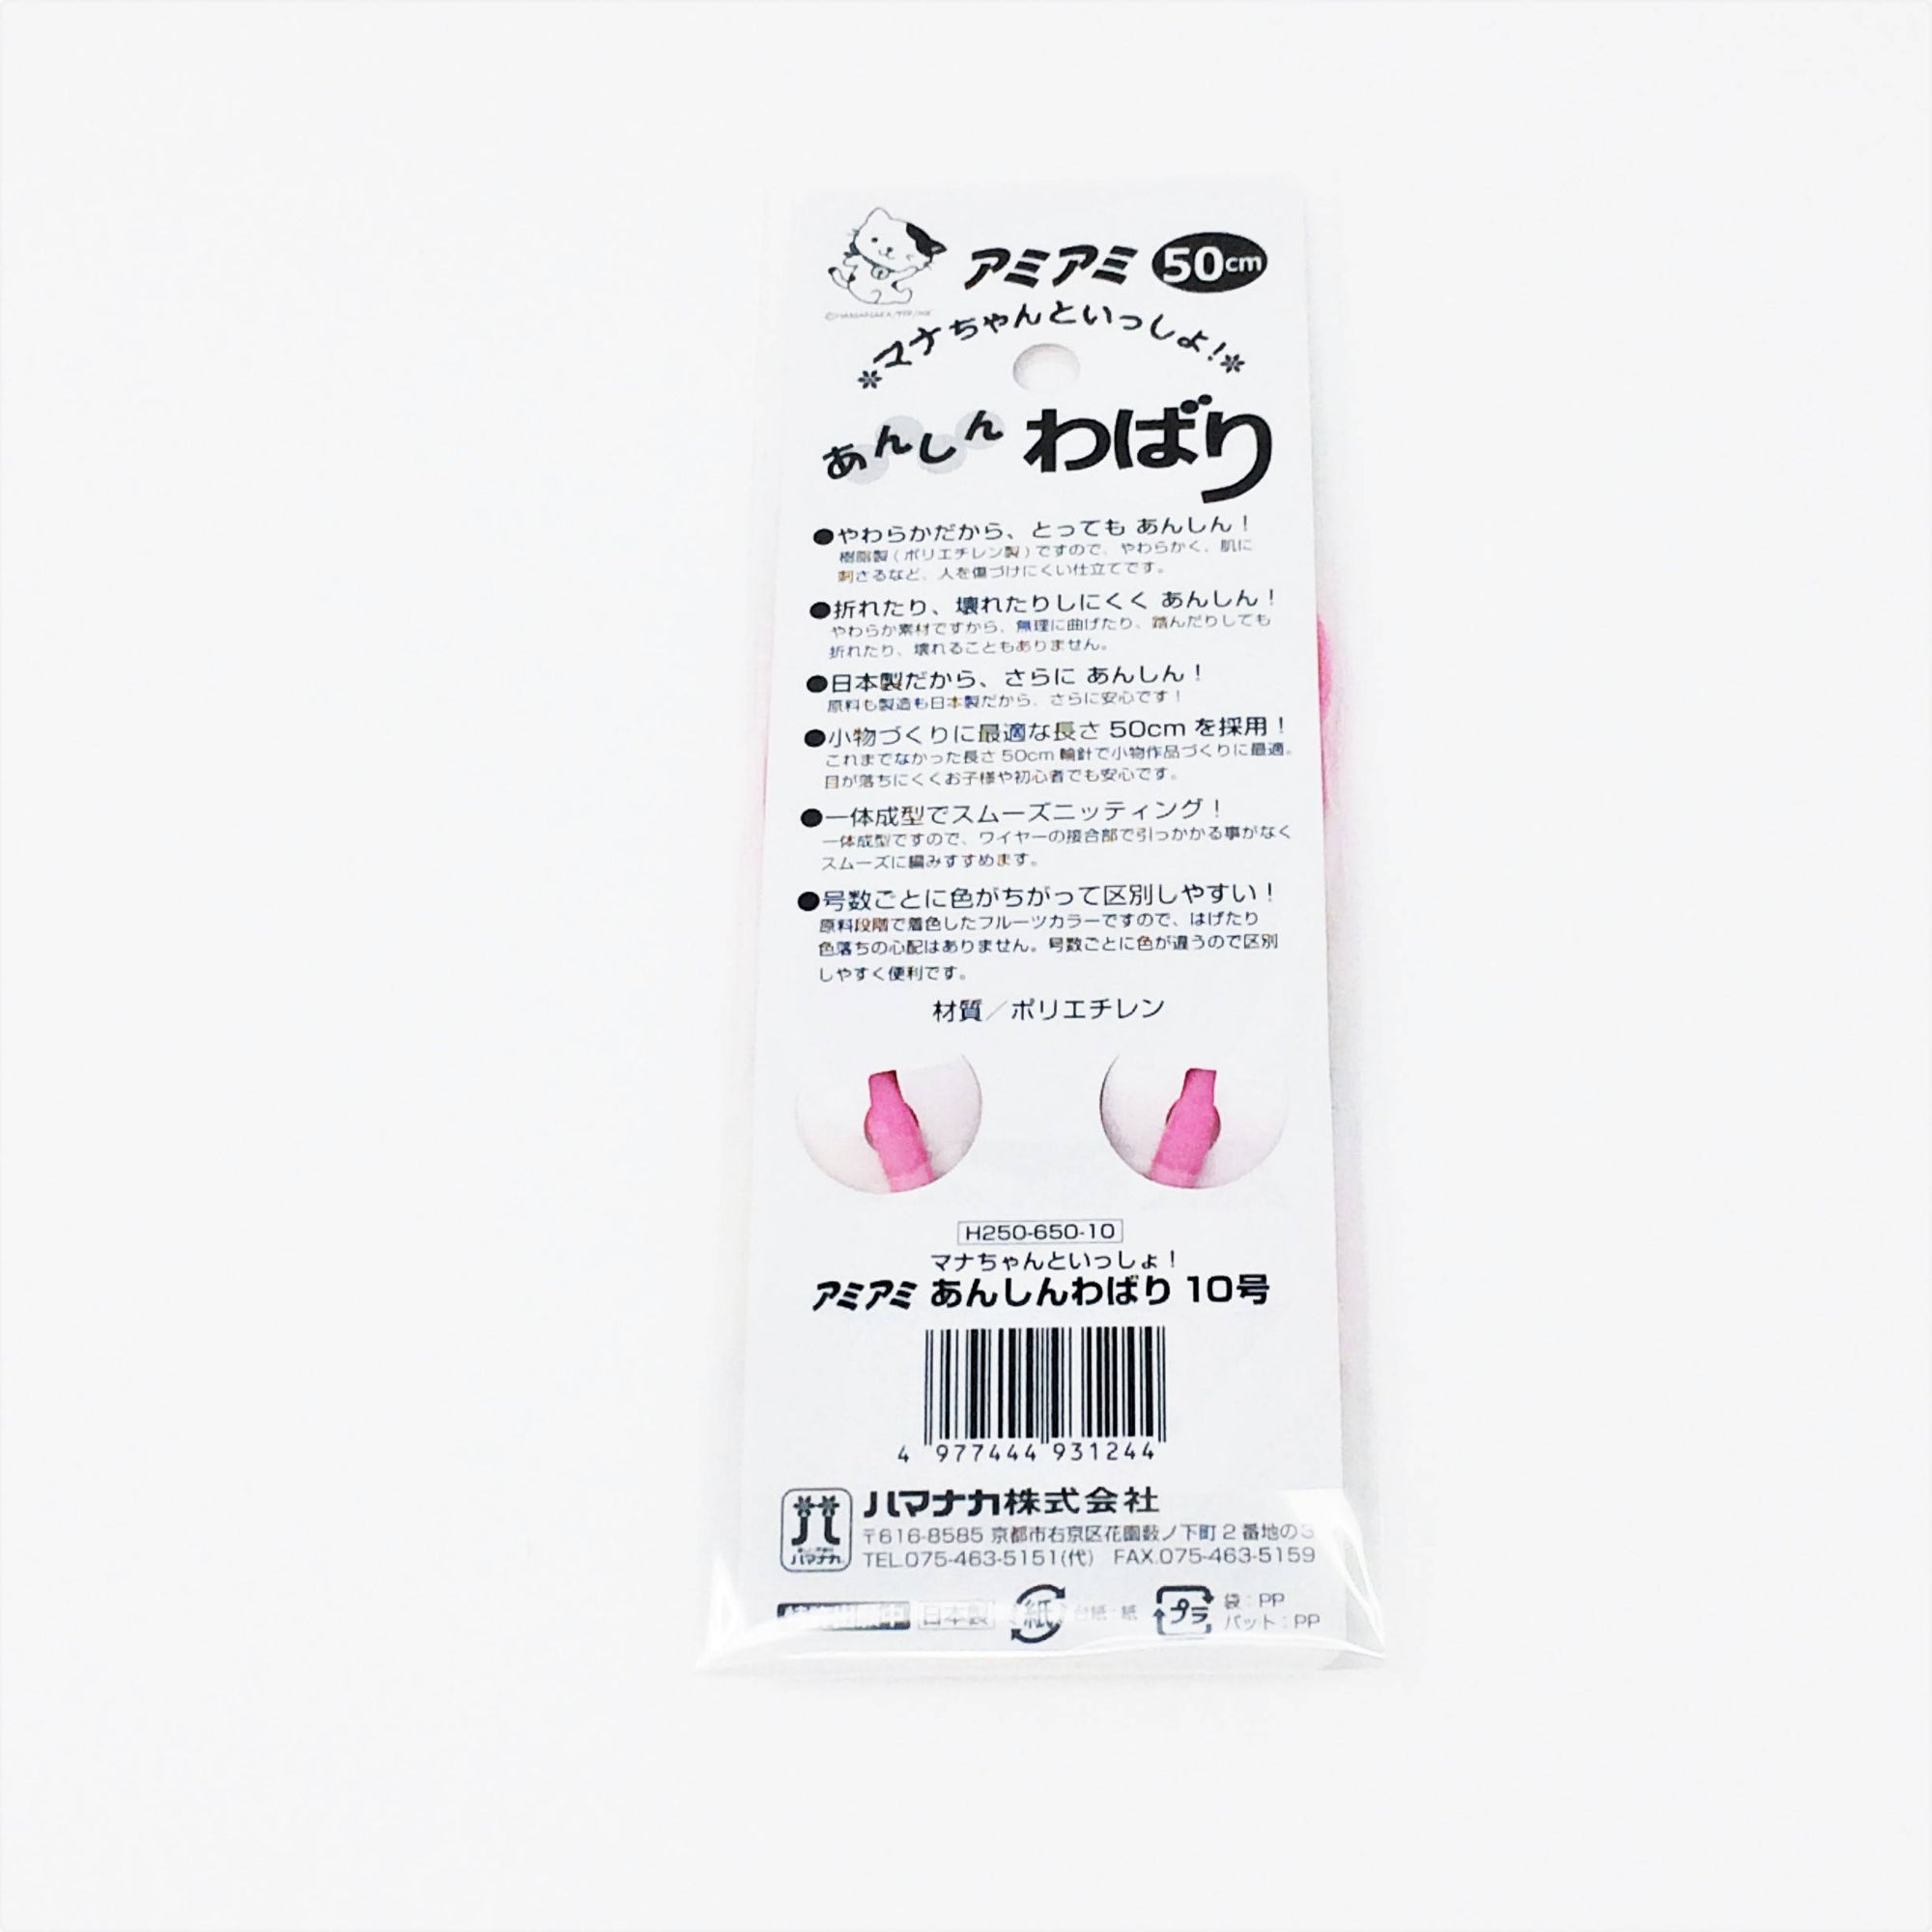 アミアミ 50cm
マナちゃんといっしょ!
あんしん わばり
●やわらかだから、とっても あんしん!
樹脂製(ポリエチレン製)ですので、やわらかく、肌に
刺さるなど、人を傷づけにくい仕立てです。
●折れたり、壊れたりしにくく あんしん!
やわらか素材ですから、無理に曲げたり、踏んだりしても
折れたり、壊れることもありません。
●日本製だから、さらに あんしん!
原料も製造も日本製だから、さらに安心です!
●小物づくりに最適な長さ 50cm を採用!
これまでなかった長さ 50cm 輪針で小物作品づくりに最適。
目が落ちにくくお子様や初心者でも安心です。
●一体成型でスムーズニッティング!
一体成型ですので、ワイヤーの接合部で引っかかる事がなく
スムーズに編みすすめます。
●号数ごとに色がちがって区別しやすい!
原料段階で着色したフルーツカラーですので、はげたり
色落ちの心配はありません。号数ごとに色が違うので区別
しやすく便利です。
材質/ポリエチレン
H250-650-10
マナちゃんといっしょ!
アミアミ あんしんわばり 10号
4 977444 931244
ハマナカ株式会社
〒616-8585 京都市右京区花園薮ノ下町 2 番地の3
TEL.075-463-5151(代) FAX.075-463-5159
ハマナカ
日本製 紙 台紙:紙 プラ 袋:PP
パット:PP